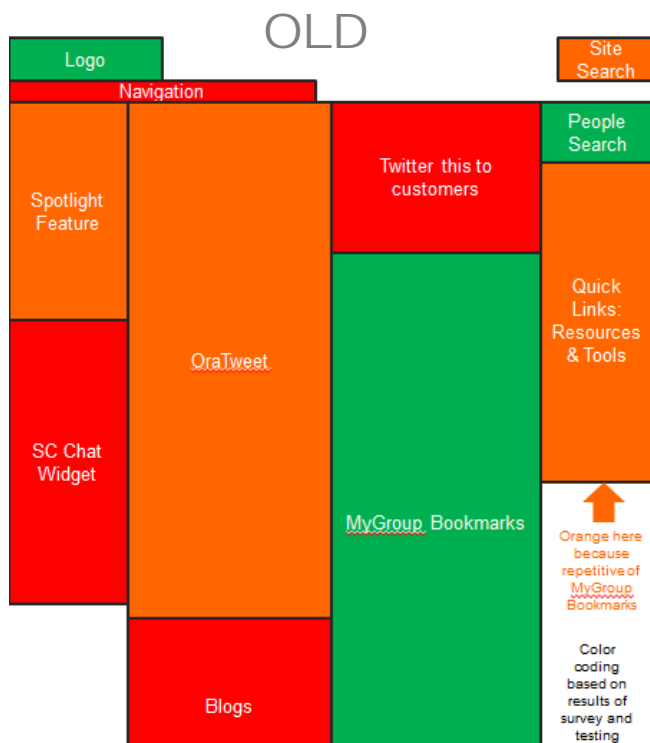 OLD
Logo
Site
Search
Navigation
People
Search
Twitter this to
customers
Spotlight
Feature
Quick
Links:
Resources
& Tools
OraTweet
SC Chat
Widget
MyGroup Bookmarks
Orange here
because
repetitive of
MyGroup
Bookmarks
Color
coding
based on
results of
survey and
testing
Blogs